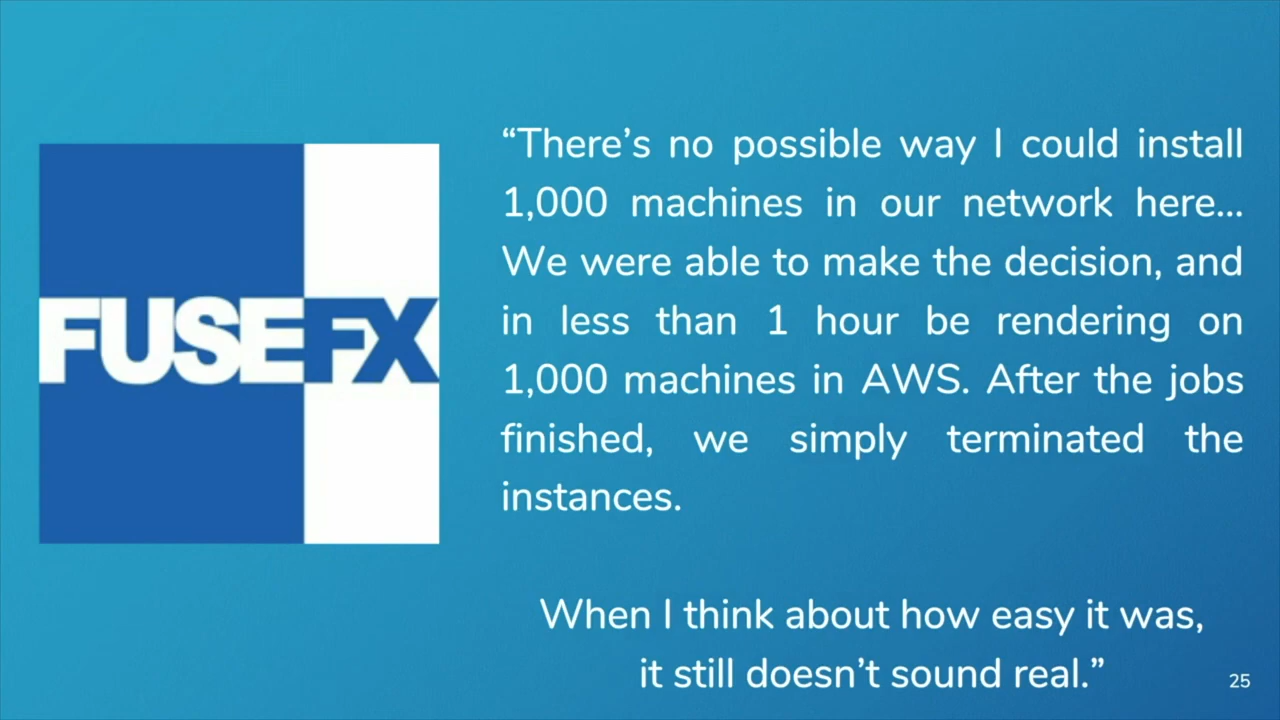 FUSEFX
“There’s no possible way I could install
1,000 machines in our network here...
We were able to make the decision, and
in less than 1 hour be rendering on
1,000 machines in AWS. After the jobs
finished, we simply terminated the
instances.
When I think about how easy it was,
it still doesn’t sound real.”
25